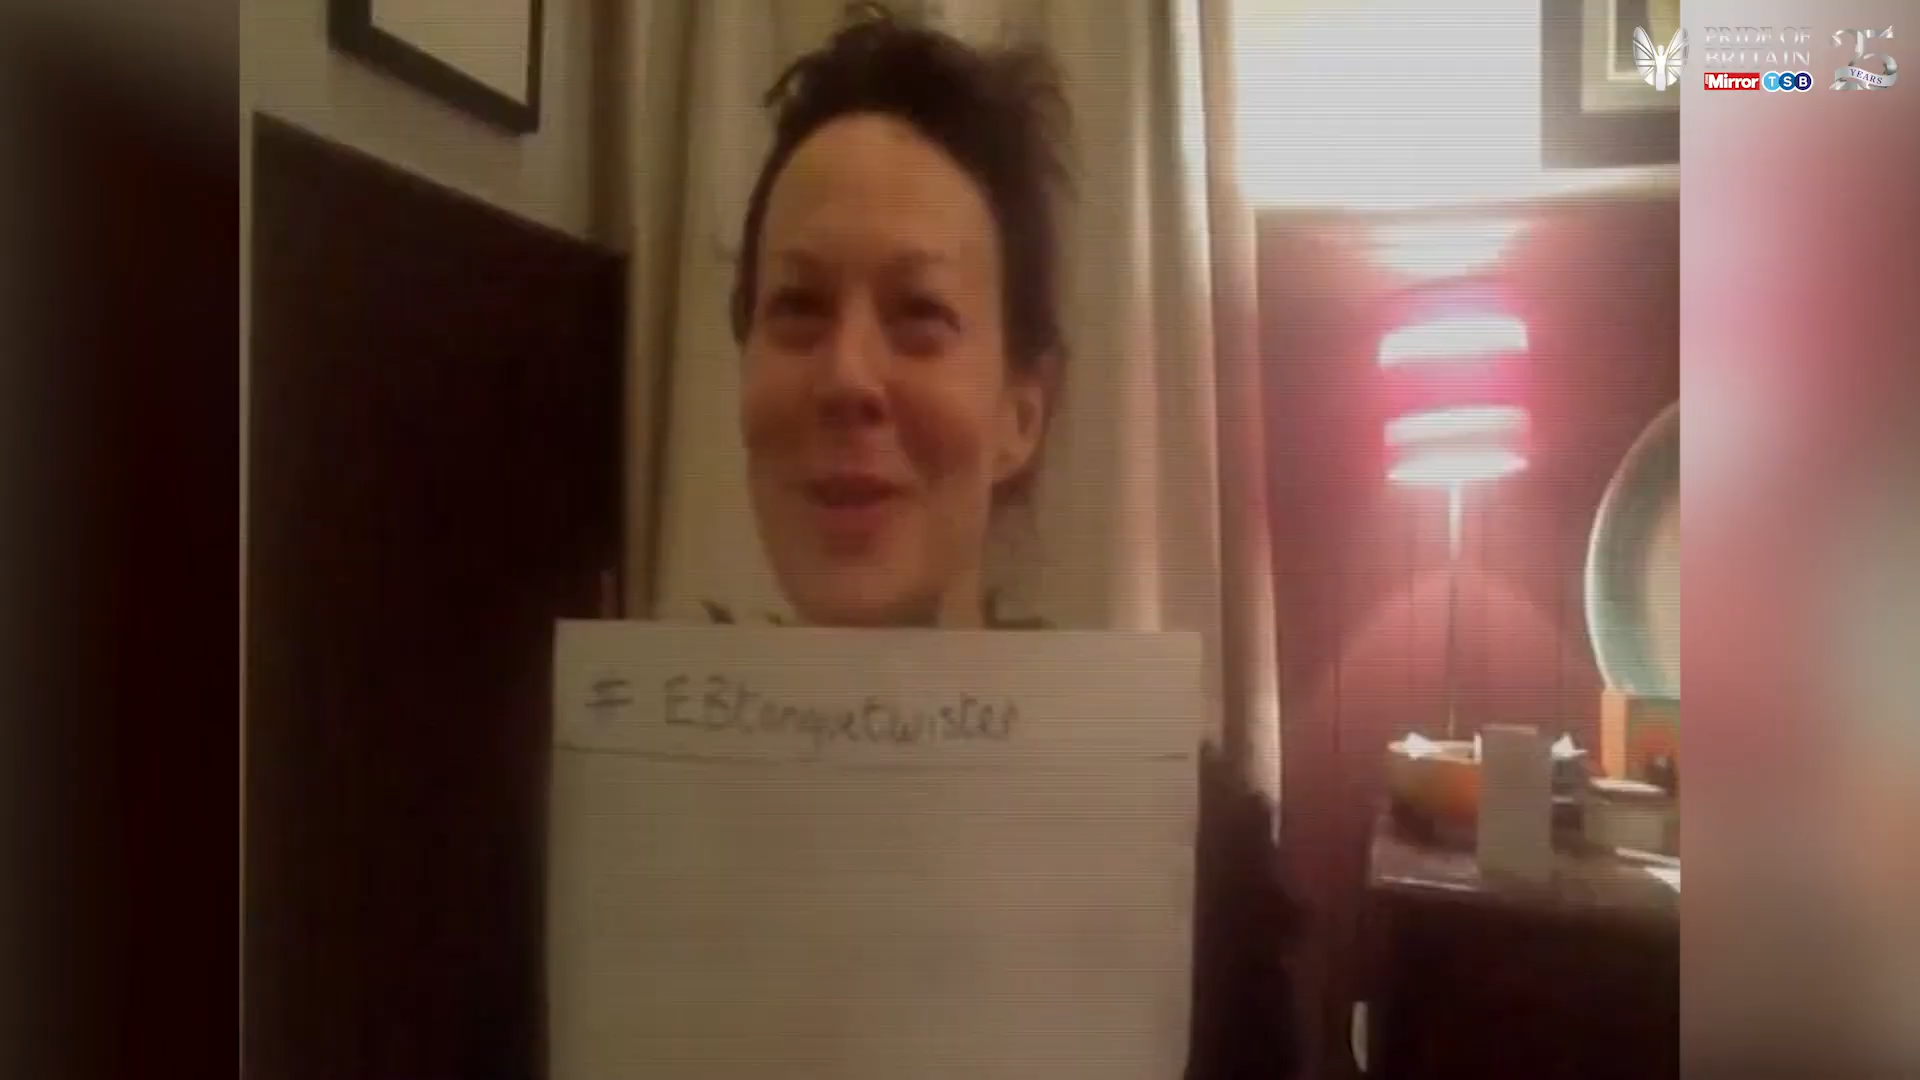 PRIDE OF
BRITAIN
Mirror TSB
25
YEARS
# EBtonguetwister